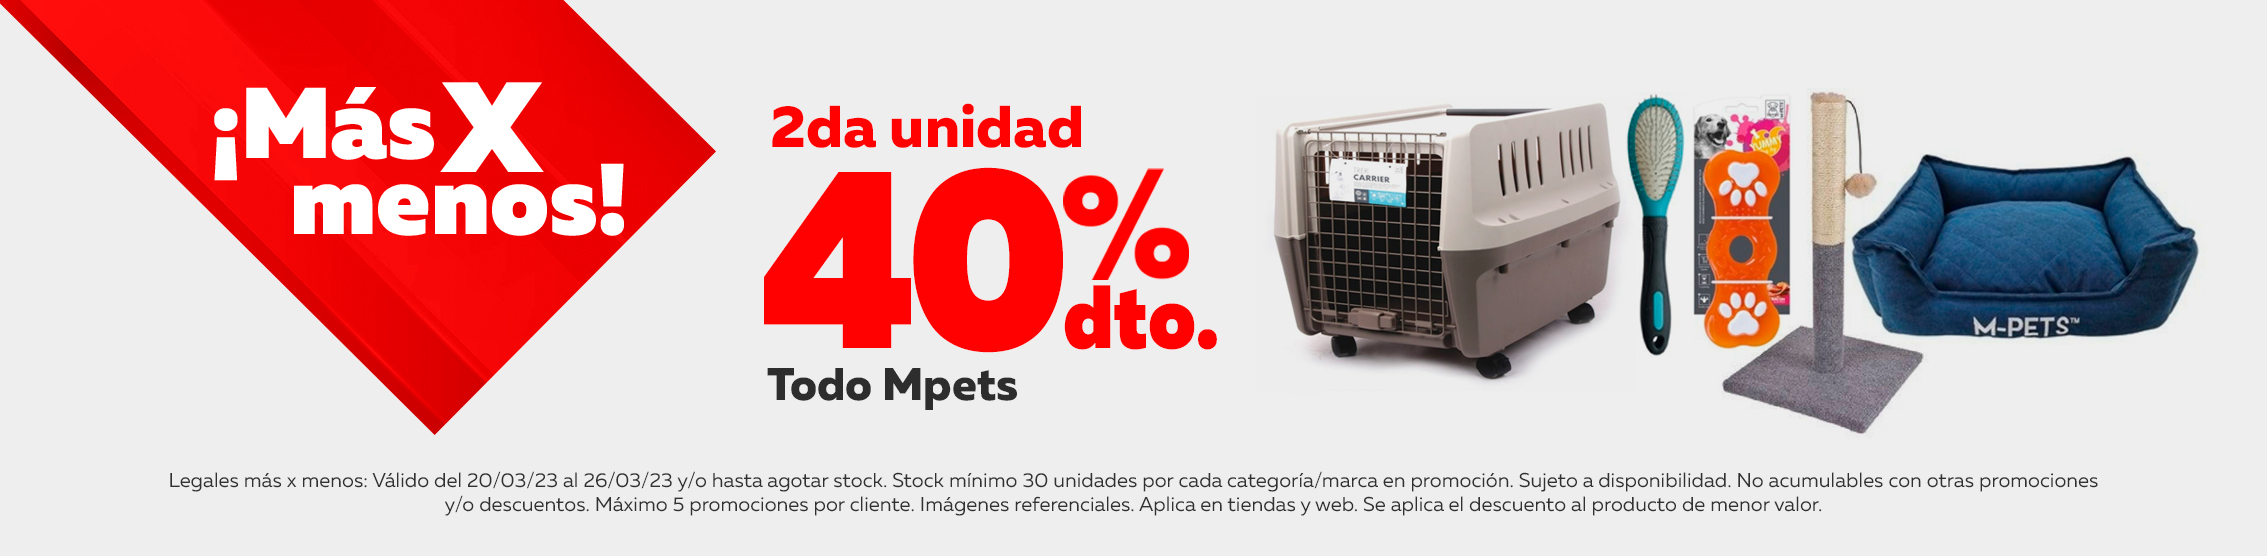 ¡Más X
menos!
2da unidad
40%
dto.
Todo Mpets
CARRIER
YUMMY
M-PETS™
Legales más x menos: Válido del 20/03/23 al 26/03/23 y/o hasta agotar stock. Stock mínimo 30 unidades por cada categoría/marca en promoción. Sujeto a disponibilidad. No acumulables con otras promociones
y/o descuentos. Máximo 5 promociones por cliente. Imágenes referenciales. Aplica en tiendas y web. Se aplica el descuento al producto de menor valor.